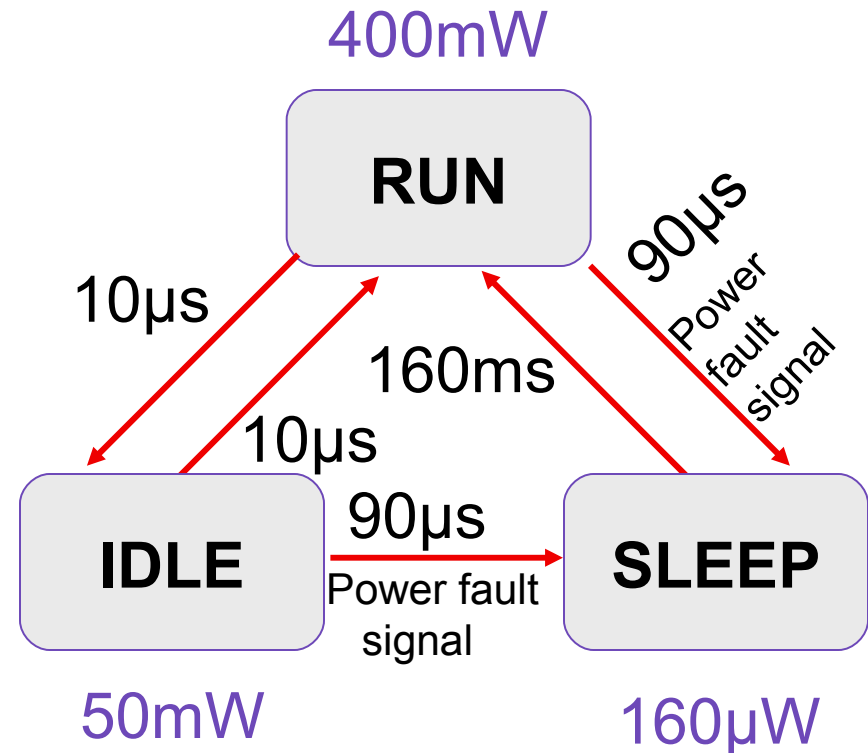 400mW
RUN
90μs
Power
fault
signal
10μs
160ms
10μs
90μs
IDLE
SLEEP
Power fault
signal
50mW
160μW